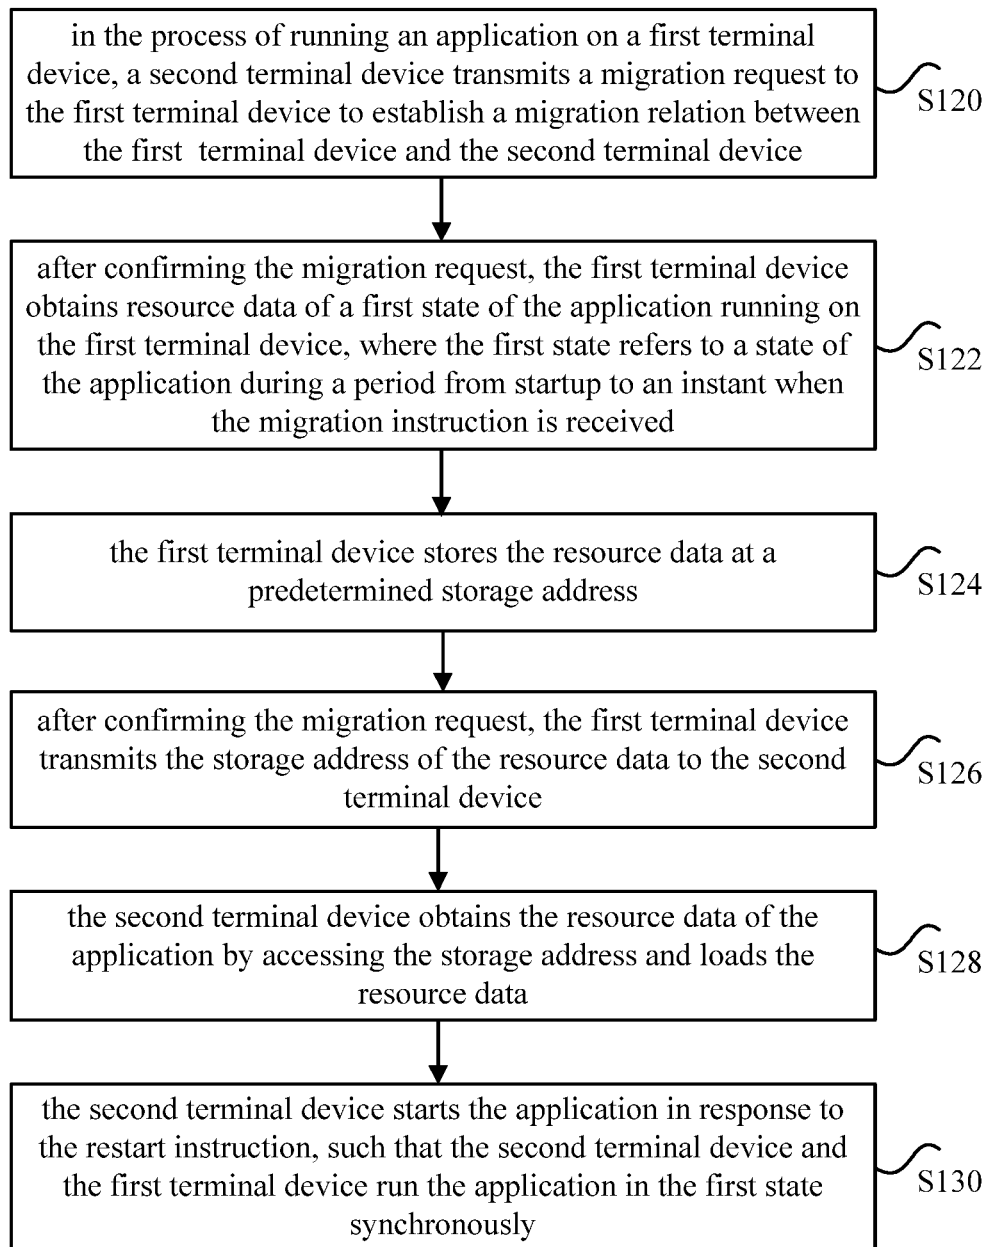 in the process of running an application on a first terminal
device, a second terminal device transmits a migration request to
the first terminal device to establish a migration relation between
the first terminal device and the second terminal device
S120
after confirming the migration request, the first terminal device
obtains resource data of a first state of the application running on
the first terminal device, where the first state refers to a state of
the application during a period from startup to an instant when
the migration instruction is received
S122
the first terminal device stores the resource data at a
predetermined storage address
S124
after confirming the migration request, the first terminal device
transmits the storage address of the resource data to the second
terminal device
S126
the second terminal device obtains the resource data of the
application by accessing the storage address and loads the
resource data
S128
the second terminal device starts the application in response to
the restart instruction, such that the second terminal device and
the first terminal device run the application in the first state
synchronously
S130